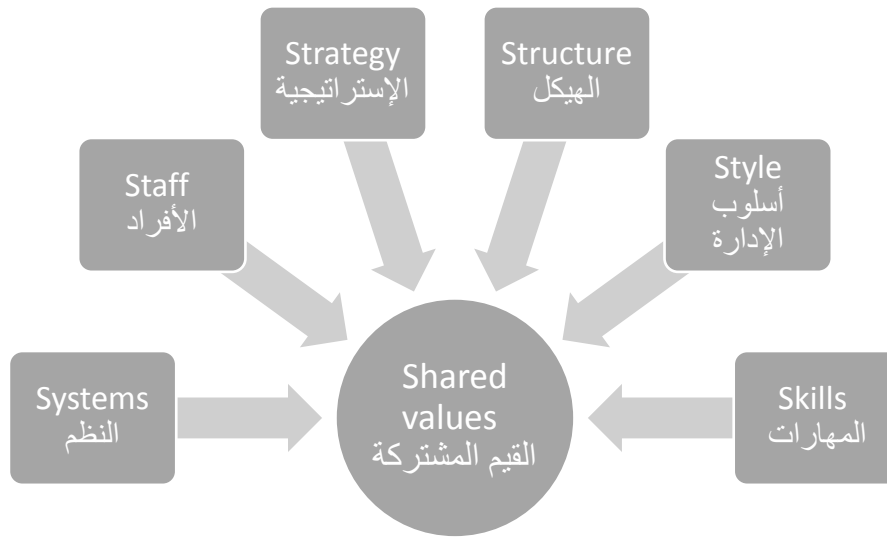 Strategy
الإستراتيجية
Structure
الهيكل
Staff
الأفراد
Style
أسلوب
الإدارة
Systems
النظم
Shared
values
القيم المشتركة
Skills
المهارات